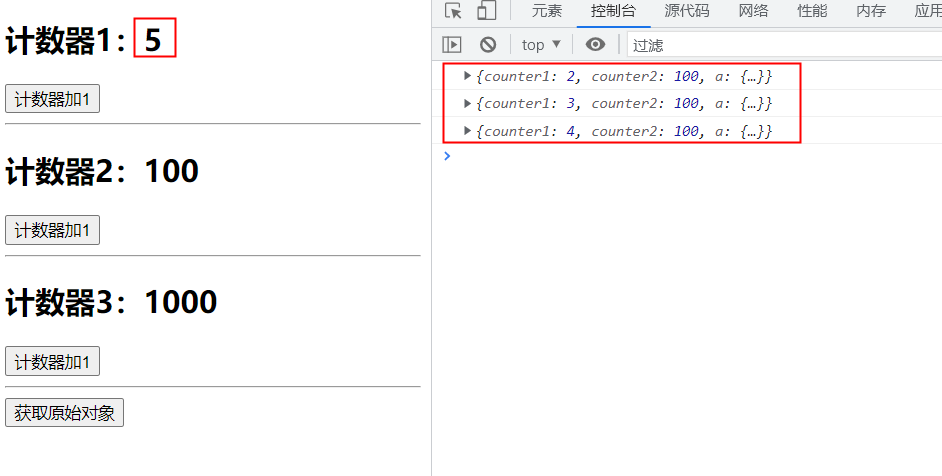 计数器1：5
计数器加1
计数器2：100
计数器加1
计数器3：1000
计数器加1
获取原始对象
元素 控制台 源代码 网络 性能 内存
top ▼ 过滤
▶{counter1: 2, counter2: 100, a: {…}}
▶{counter1: 3, counter2: 100, a: {…}}
▶{counter1: 4, counter2: 100, a: {…}}